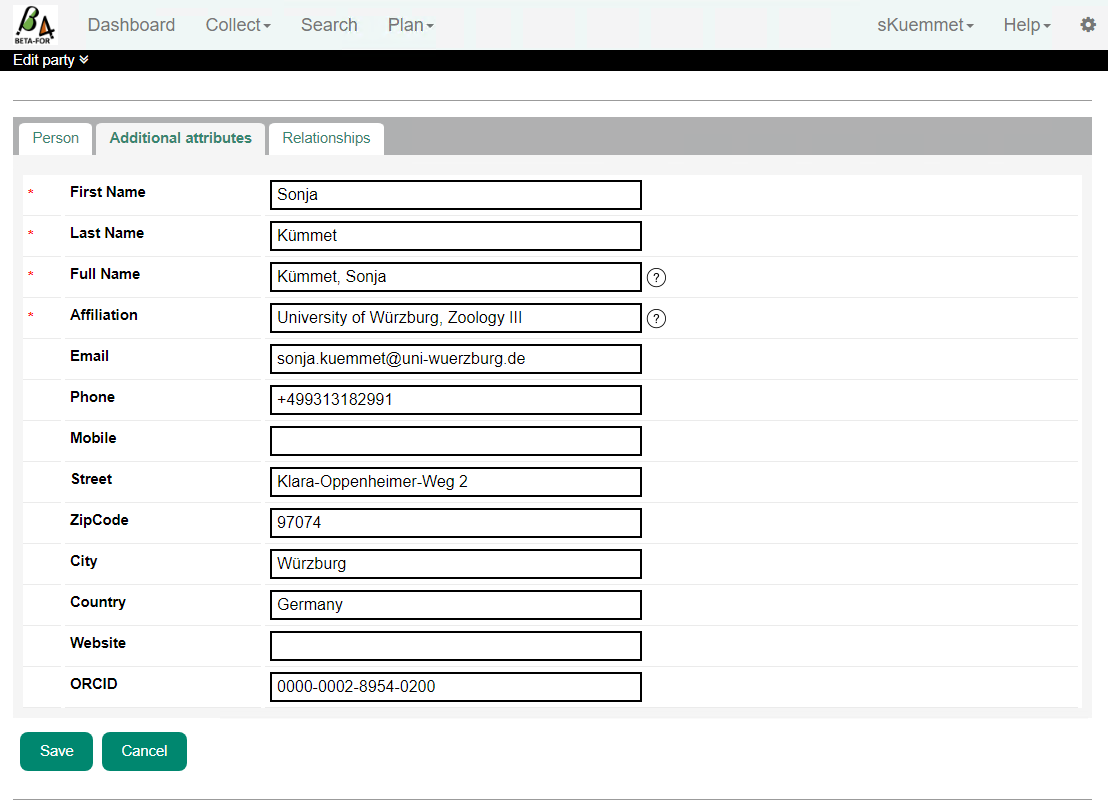 BETA-FOR Dashboard Collect Search Plan sKuemmet Help
Edit party
Person Additional attributes Relationships
* First Name Sonja
* Last Name Kümmet
* Full Name Kümmet, Sonja ?
* Affiliation University of Würzburg, Zoology III ?
Email sonja.kuemmet@uni-wuerzburg.de
Phone +499313182991
Mobile
Street Klara-Oppenheimer-Weg 2
ZipCode 97074
City Würzburg
Country Germany
Website
ORCID 0000-0002-8954-0200
Save Cancel